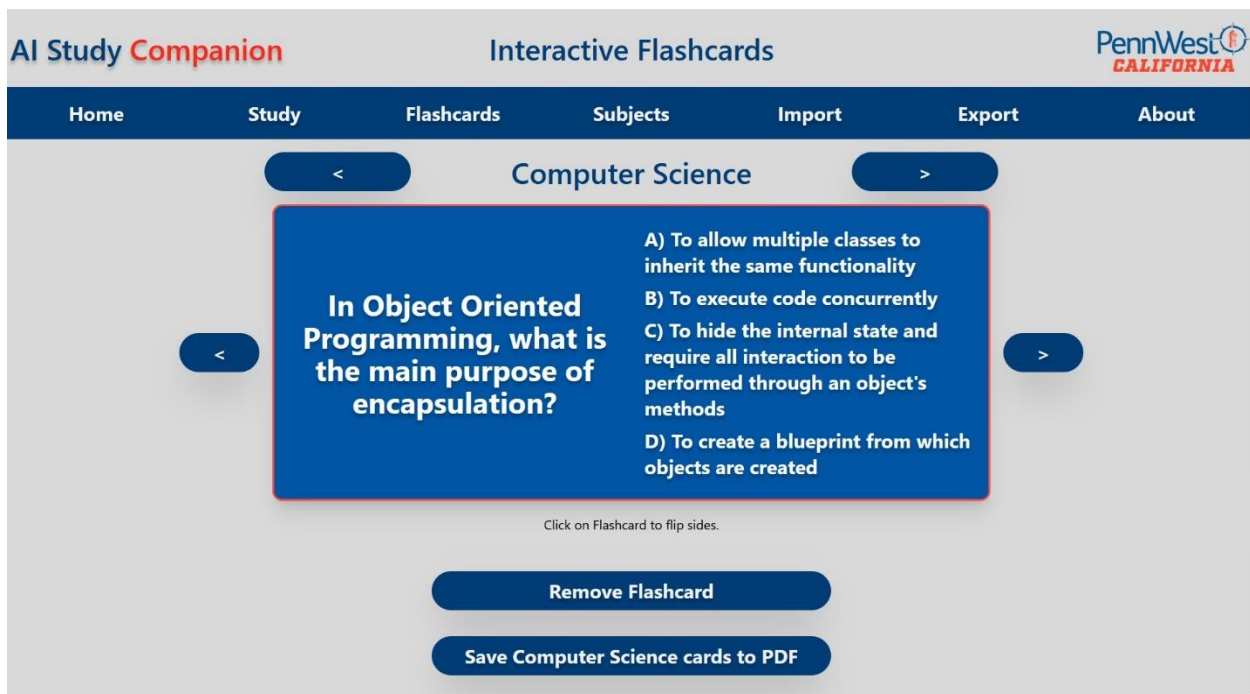 AI Study Companion
Interactive Flashcards
PennWest
CALIFORNIA
Home
Study
Flashcards
Subjects
Import
Export
About
<
Computer Science
>
<
In Object Oriented
Programming, what is
the main purpose of
encapsulation?
A) To allow multiple classes to
inherit the same functionality
B) To execute code concurrently
C) To hide the internal state and
require all interaction to be
performed through an object's
methods
D) To create a blueprint from which
objects are created
>
Click on Flashcard to flip sides.
Remove Flashcard
Save Computer Science cards to PDF